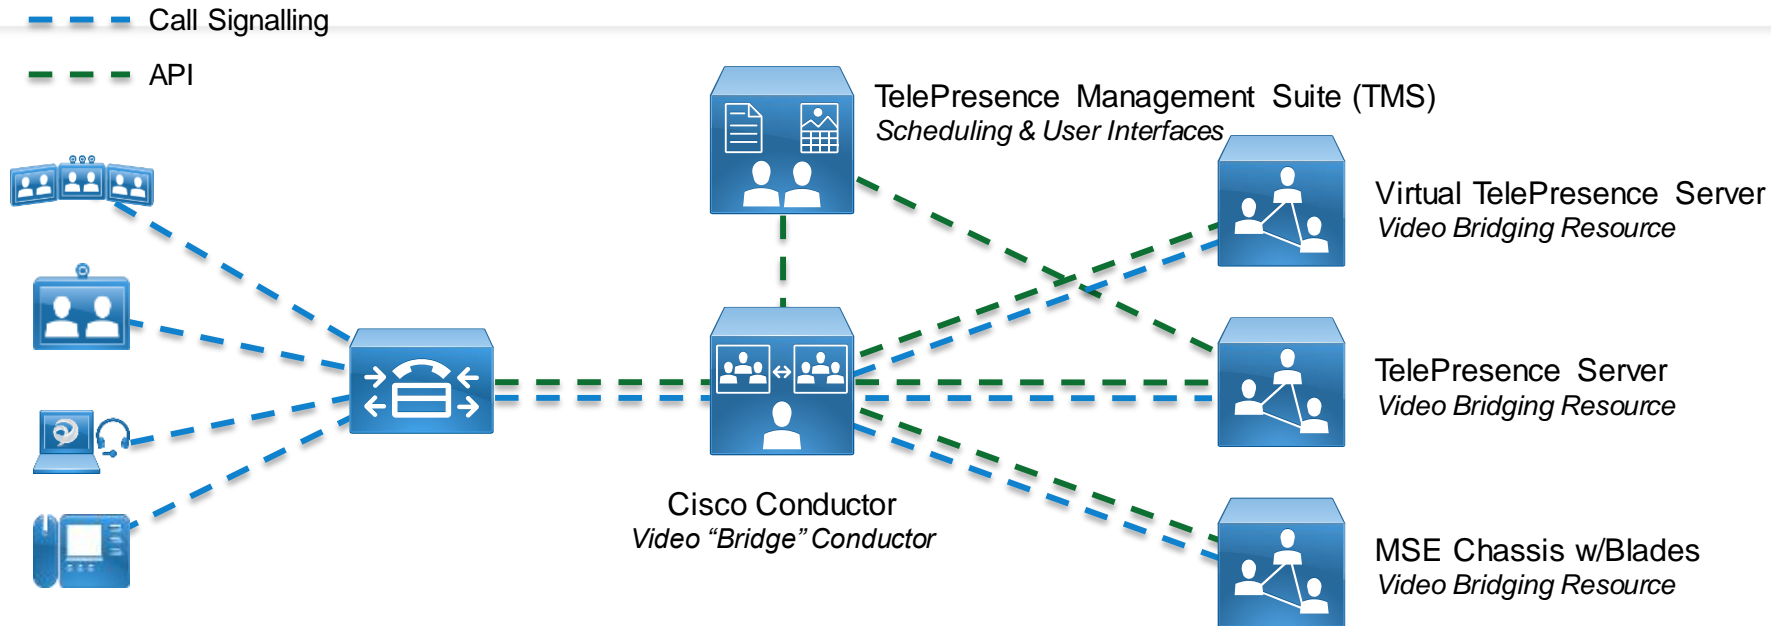 Call Signalling
API
TelePresence Management Suite (TMS)
Scheduling & User Interfaces
Virtual TelePresence Server
Video Bridging Resource
TelePresence Server
Video Bridging Resource
Cisco Conductor
Video “Bridge” Conductor
MSE Chassis w/Blades
Video Bridging Resource